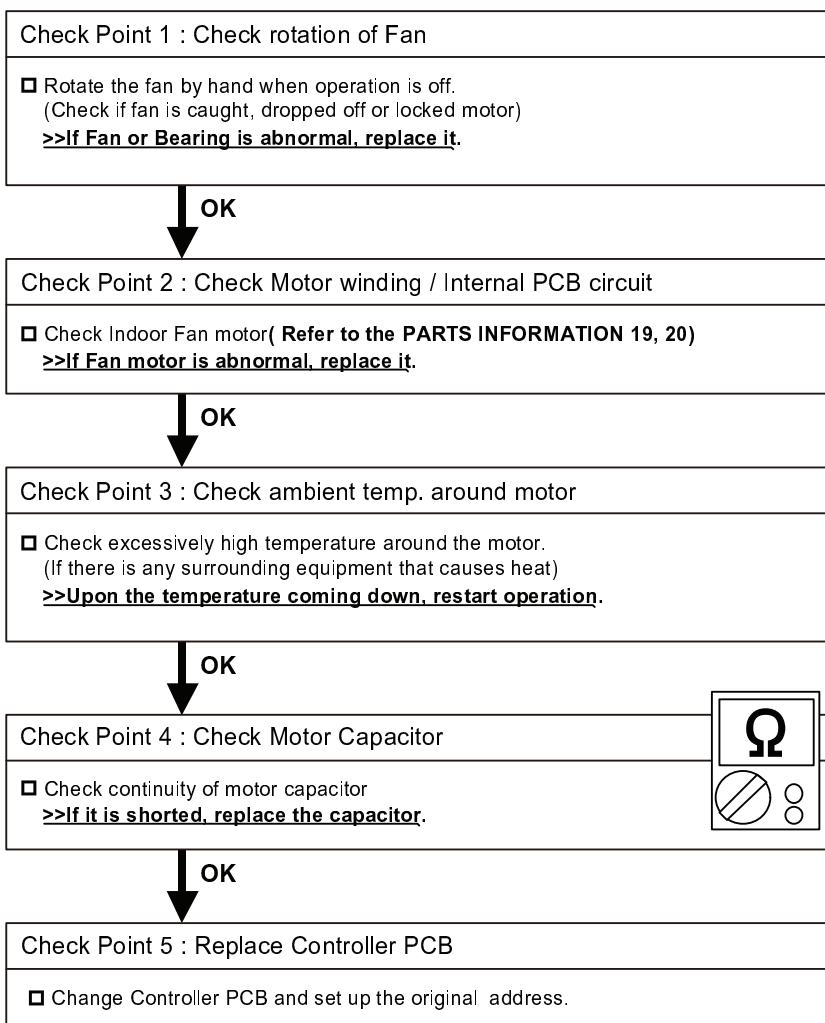 Check Point 1 : Check rotation of Fan
Rotate the fan by hand when operation is off.
(Check if fan is caught, dropped off or locked motor)
>>If Fan or Bearing is abnormal, replace it.
OK
Check Point 2 : Check Motor winding / Internal PCB circuit
Check Indoor Fan motor( Refer to the PARTS INFORMATION 19, 20)
>>If Fan motor is abnormal, replace it.
OK
Check Point 3 : Check ambient temp. around motor
Check excessively high temperature around the motor.
(If there is any surrounding equipment that causes heat)
>>Upon the temperature coming down, restart operation.
OK
Check Point 4 : Check Motor Capacitor
Ω
Check continuity of motor capacitor
>>If it is shorted, replace the capacitor.
OK
Check Point 5 : Replace Controller PCB
Change Controller PCB and set up the original address.